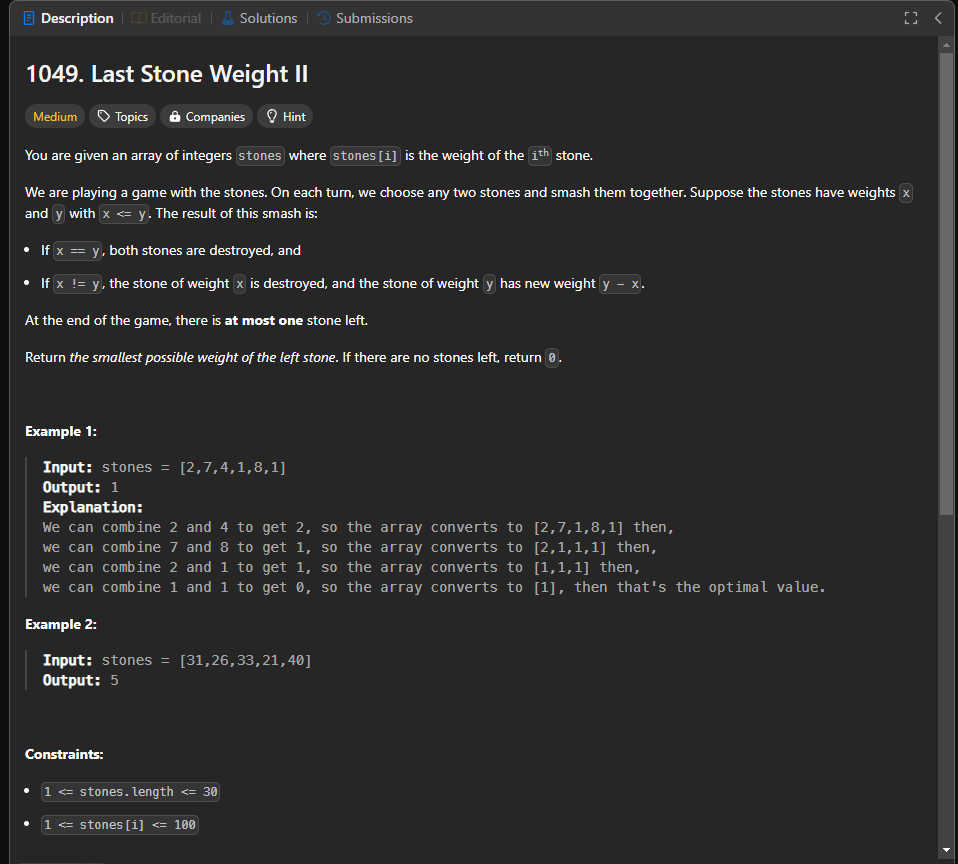 Description | Editorial | Solutions | Submissions
1049. Last Stone Weight II
Medium Topics Companies Hint
You are given an array of integers stones where stones[i] is the weight of the ith stone.
We are playing a game with the stones. On each turn, we choose any two stones and smash them together. Suppose the stones have weights x
and y with x <= y. The result of this smash is:
• If x == y, both stones are destroyed, and
• If x != y, the stone of weight x is destroyed, and the stone of weight y has new weight y - x.
At the end of the game, there is at most one stone left.
Return the smallest possible weight of the left stone. If there are no stones left, return 0.
Example 1:
Input: stones = [2,7,4,1,8,1]
Output: 1
Explanation:
We can combine 2 and 4 to get 2, so the array converts to [2,7,1,8,1] then,
we can combine 7 and 8 to get 1, so the array converts to [2,1,1,1] then,
we can combine 2 and 1 to get 1, so the array converts to [1,1,1] then,
we can combine 1 and 1 to get 0, so the array converts to [1], then that's the optimal value.
Example 2:
Input: stones = [31,26,33,21,40]
Output: 5
Constraints:
• 1 <= stones.length <= 30
• 1 <= stones[i] <= 100